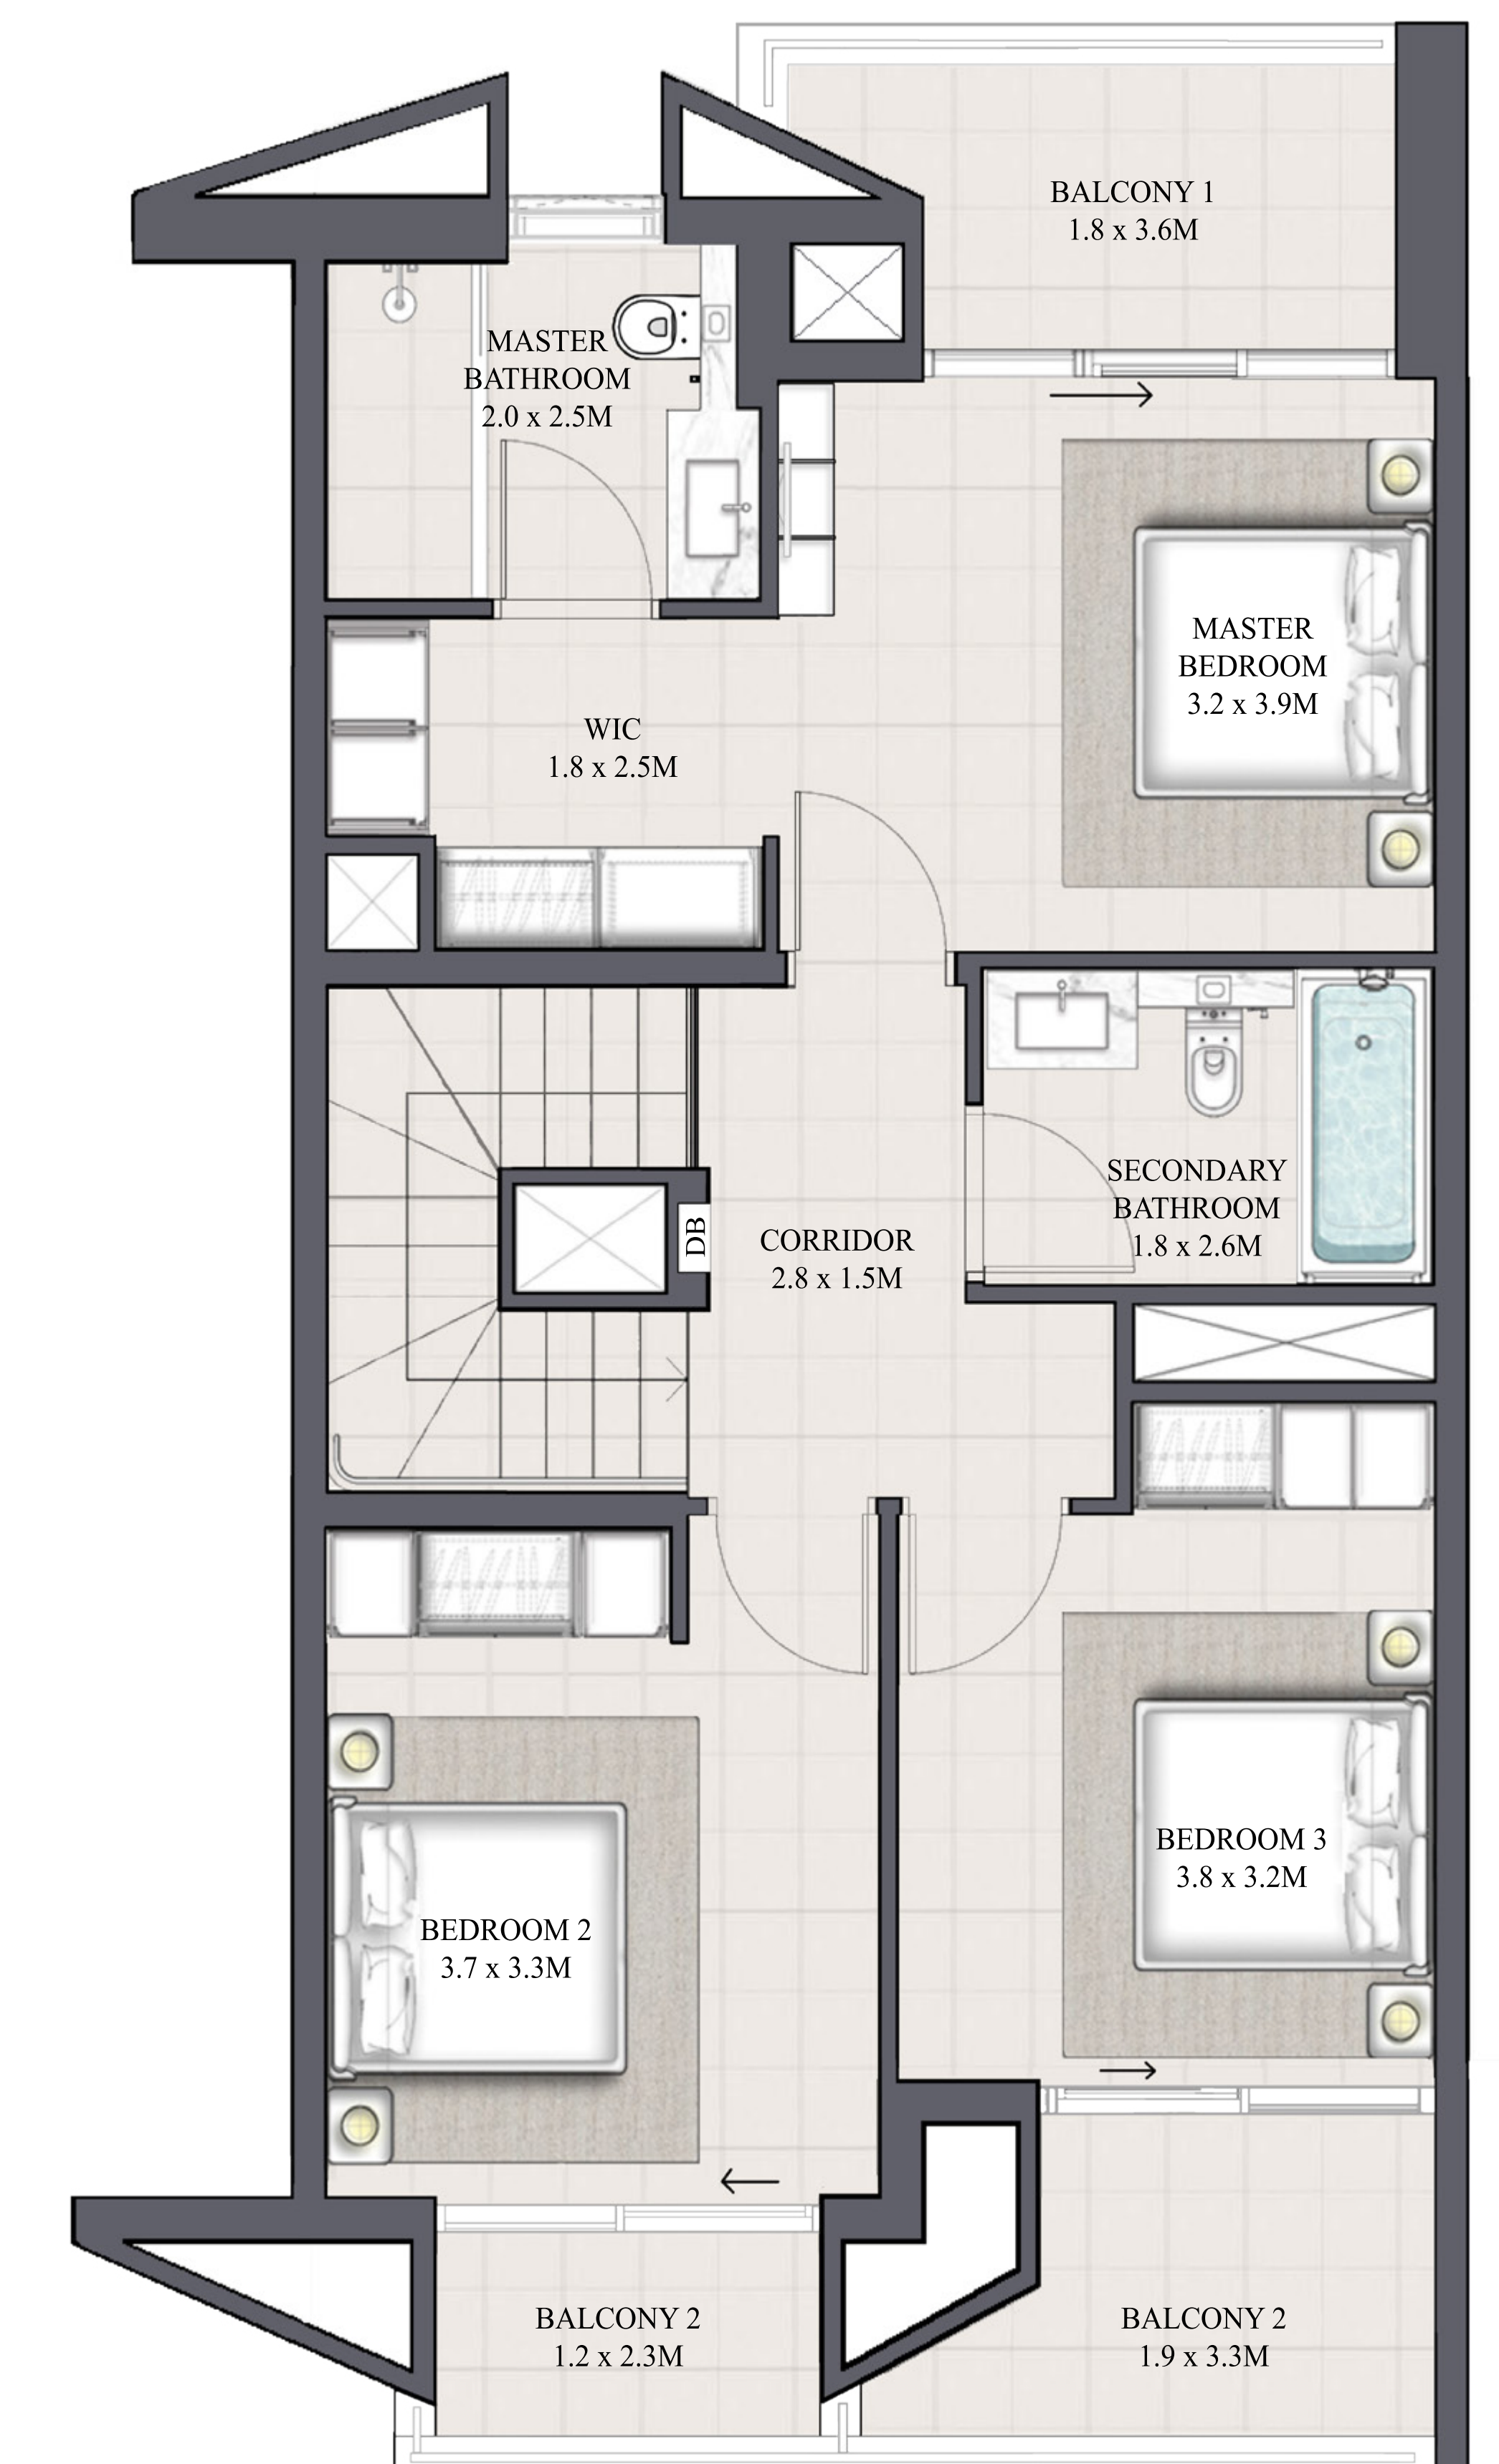 BALCONY 1
1.8 x 3.6M
MASTER
BATHROOM
2.0 x 2.5M
MASTER
BEDROOM
3.2 x 3.9M
WIC
1.8 x 2.5M
SECONDARY
BATHROOM
1.8 x 2.6M
DB
CORRIDOR
2.8 x 1.5M
BEDROOM 3
3.8 x 3.2M
BEDROOM 2
3.7 x 3.3M
BALCONY 2
1.2 x 2.3M
BALCONY 2
1.9 x 3.3M